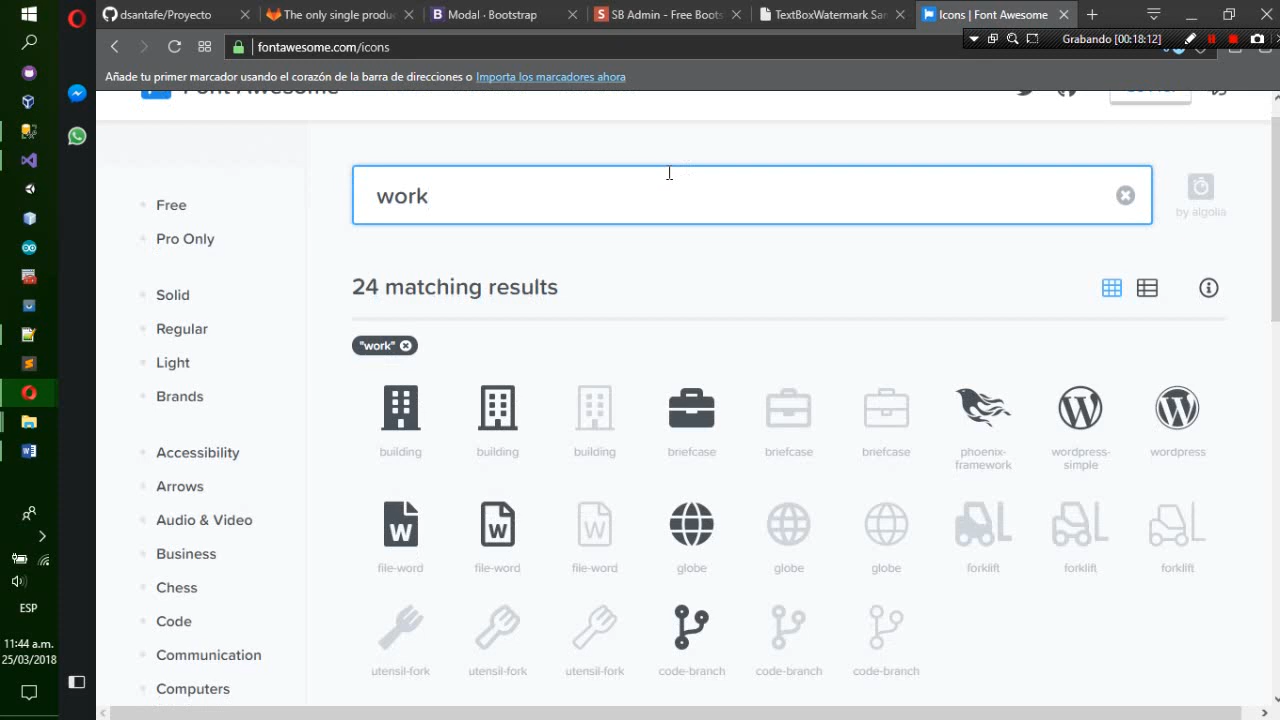 dsantafe/Proyecto
The only single produc
Modal · Bootstrap
SB Admin - Free Boots
TextBoxWatermark Sam
Icons | Font Awesome
fontawesome.com/icons
Grabando [00:18:12]
Añade tu primer marcador usando el corazón de la barra de direcciones o Importa los marcadores ahora
Font Awesome
work
by algolia
Free
Pro Only
Solid
Regular
Light
Brands
Accessibility
Arrows
Audio & Video
Business
Chess
Code
Communication
Computers
24 matching results
"work"
building
building
building
briefcase
briefcase
briefcase
phoenix-
framework
wordpress-
simple
wordpress
file-word
file-word
file-word
globe
globe
globe
forklift
forklift
forklift
utensil-fork
utensil-fork
utensil-fork
code-branch
code-branch
code-branch
ESP
11:44 a.m.
25/03/2018